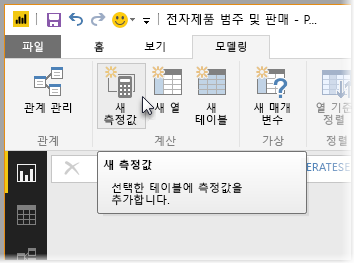 전자제품 범주 및 판매 - P...
파일 홈 보기 모델링
관계 관리
새 측정값
새 열
새 테이블
새 매개 변수
열 기준 정렬
관계 계산 가상
새 측정값
선택한 테이블에 측정값을
추가합니다.
ERATESE